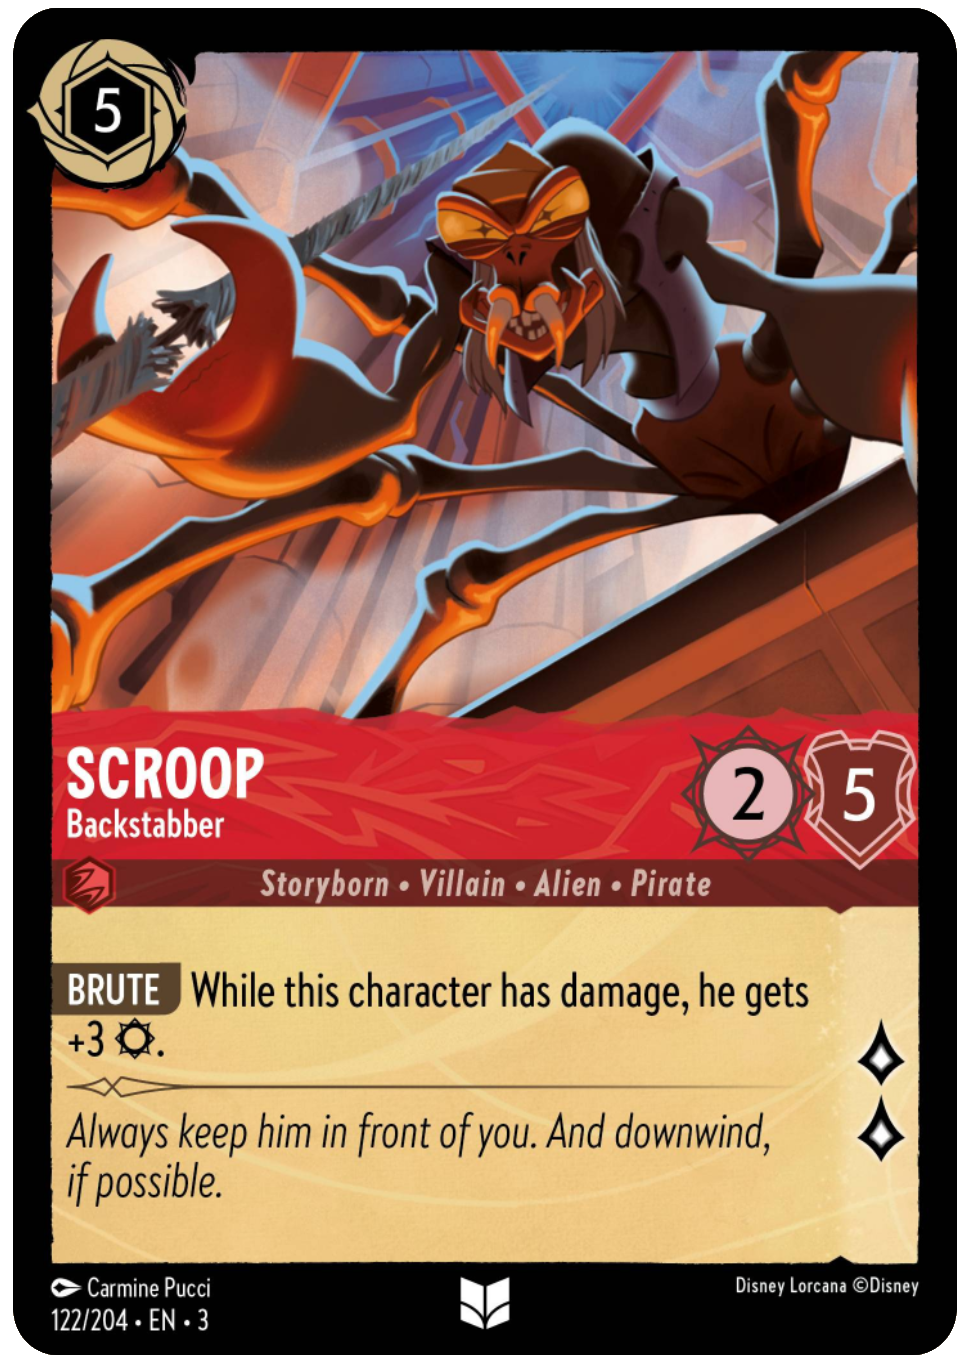 5
SCROOP
Backstabber
2
5
Storyborn • Villain • Alien • Pirate
BRUTE While this character has damage, he gets
+3 .
Always keep him in front of you. And downwind,
if possible.
Carmine Pucci
122/204 • EN • 3
Disney Lorcana ©Disney